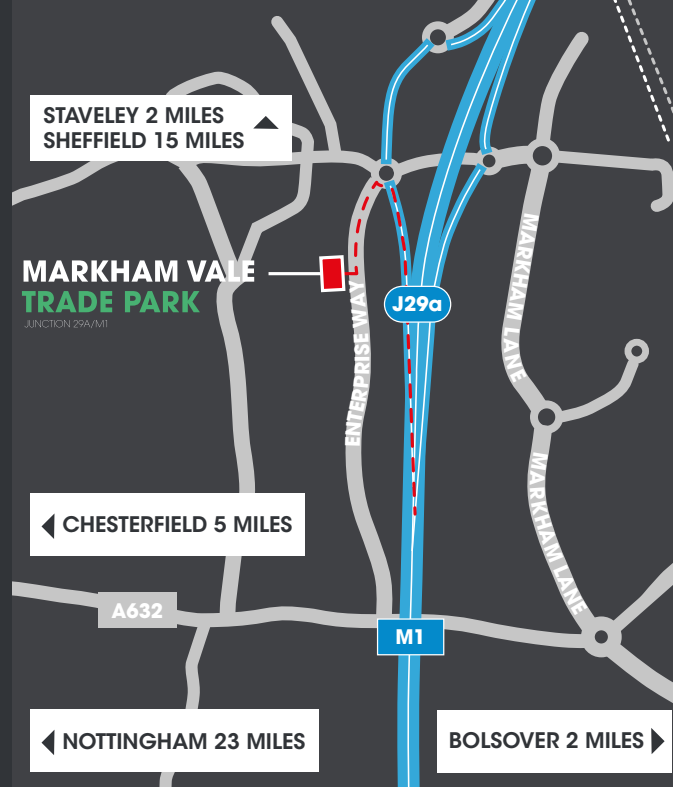 STAVELEY 2 MILES
SHEFFIELD 15 MILES
MARKHAM VALE
TRADE PARK
JUNCTION 29A/M1
J29a
MARKHAM LANE
ENTERPRISE WAY
MARKHAM LANE
CHESTERFIELD 5 MILES
A632
M1
NOTTINGHAM 23 MILES
BOLSOVER 2 MILES